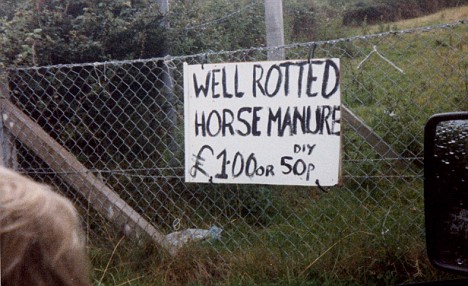 WELL ROTTED
HORSE MANURE
DIY
£1.00 OR 50p